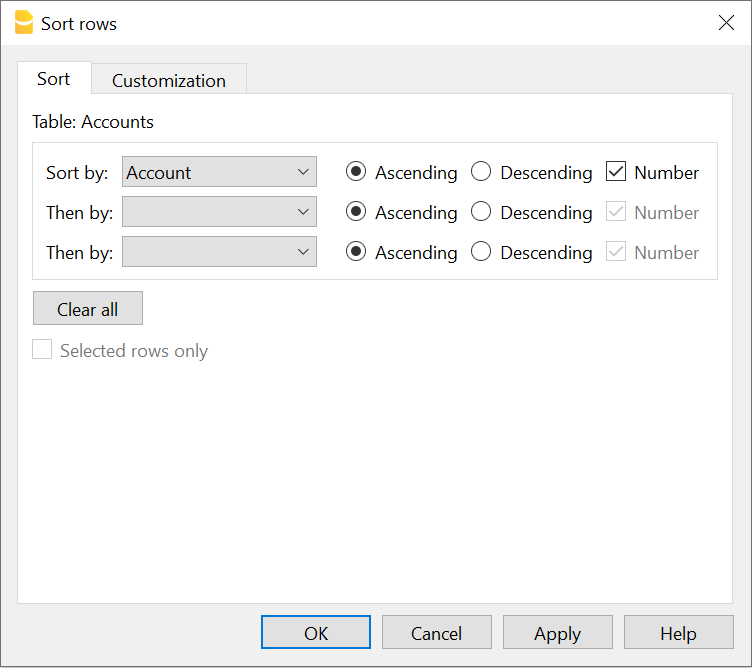 Sort rows
Sort Customization
Table: Accounts
Sort by: Account Ascending Descending Number
Then by: Ascending Descending Number
Then by: Ascending Descending Number
Clear all
Selected rows only
OK Cancel Apply Help